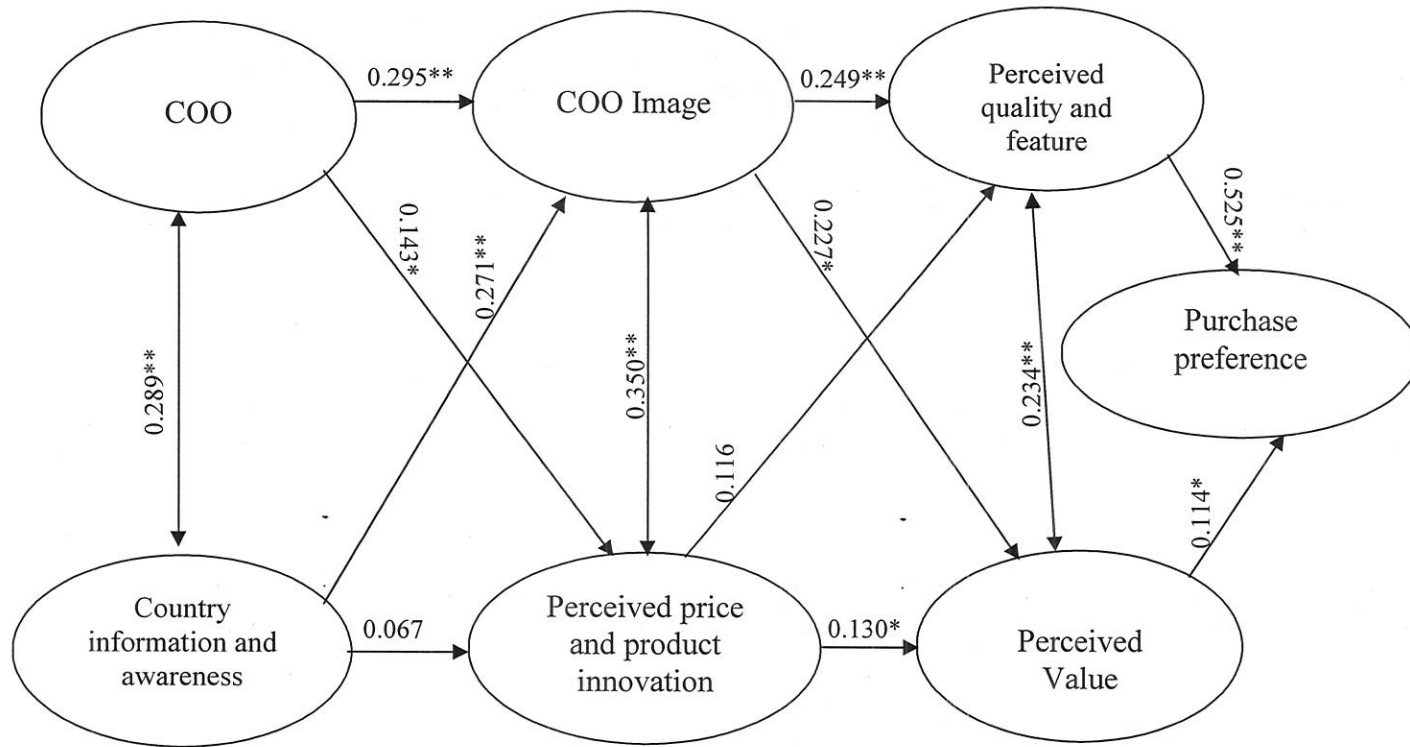 COO
0.295**
COO Image
0.249**
Perceived
quality and
feature
0.143*
0.271**
0.227*
0.525**
0.289**
0.350**
0.116
0.234**
Purchase
preference
0.114*
Country
information and
awareness
0.067
Perceived price
and product
innovation
0.130*
Perceived
Value